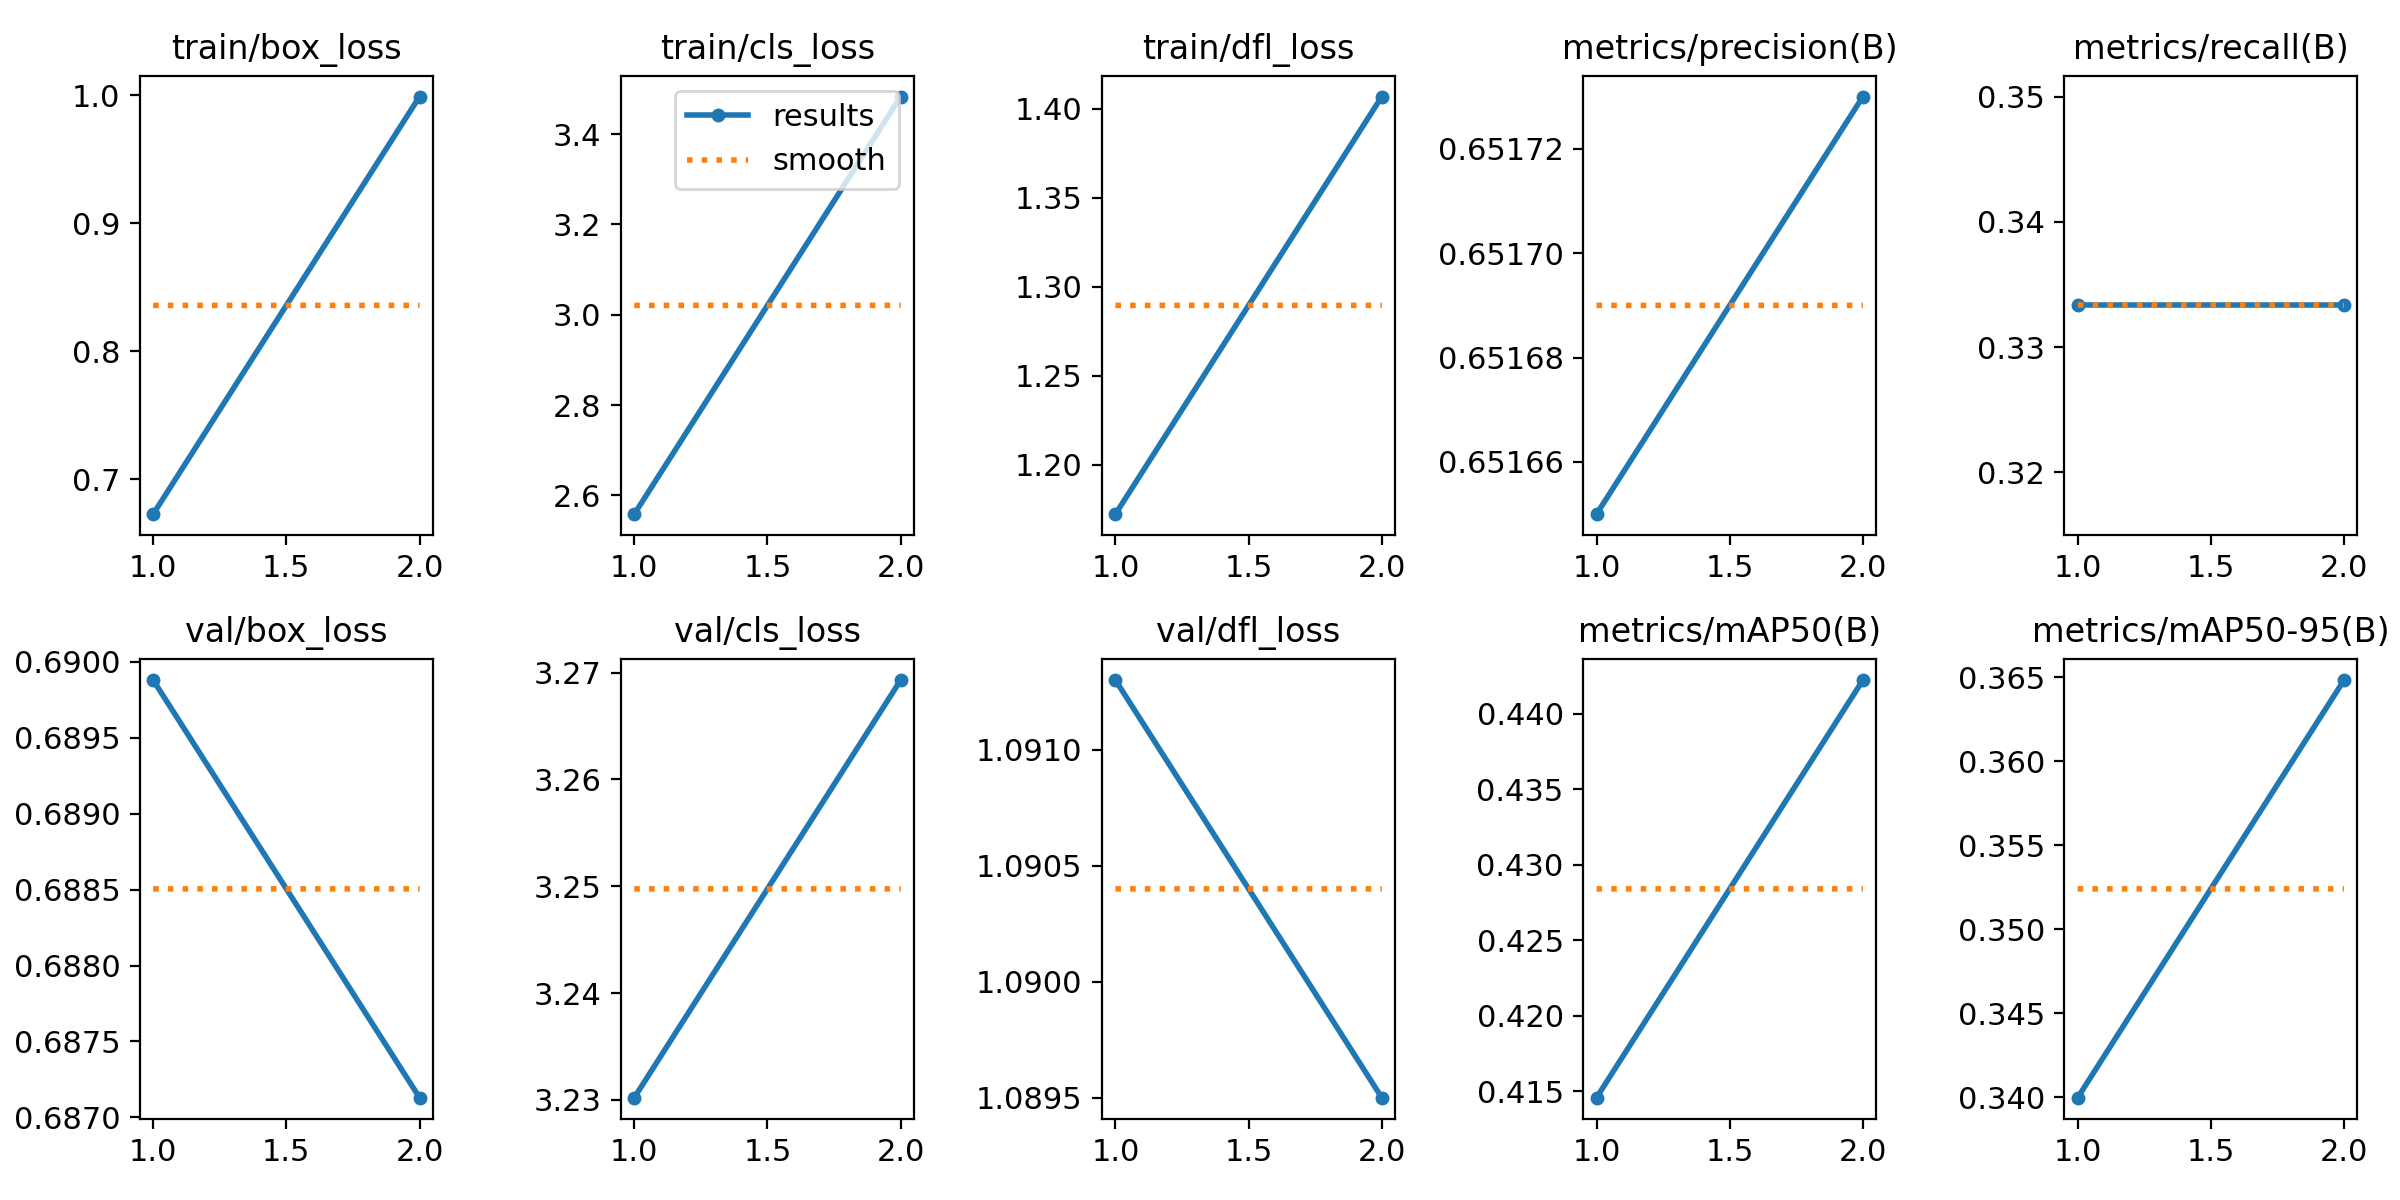 train/box_loss
1.0
0.9
0.8
0.7
1.0 1.5 2.0
train/cls_loss
results
smooth
3.4
3.2
3.0
2.8
2.6
1.0 1.5 2.0
train/dfl_loss
1.40
1.35
1.30
1.25
1.20
1.0 1.5 2.0
metrics/precision(B)
0.65172
0.65170
0.65168
0.65166
1.0 1.5 2.0
metrics/recall(B)
0.35
0.34
0.33
0.32
1.0 1.5 2.0
val/box_loss
0.6900
0.6895
0.6890
0.6885
0.6880
0.6875
0.6870
1.0 1.5 2.0
val/cls_loss
3.27
3.26
3.25
3.24
3.23
1.0 1.5 2.0
val/dfl_loss
1.0910
1.0905
1.0900
1.0895
1.0 1.5 2.0
metrics/mAP50(B)
0.440
0.435
0.430
0.425
0.420
0.415
1.0 1.5 2.0
metrics/mAP50-95(B)
0.365
0.360
0.355
0.350
0.345
0.340
1.0 1.5 2.0